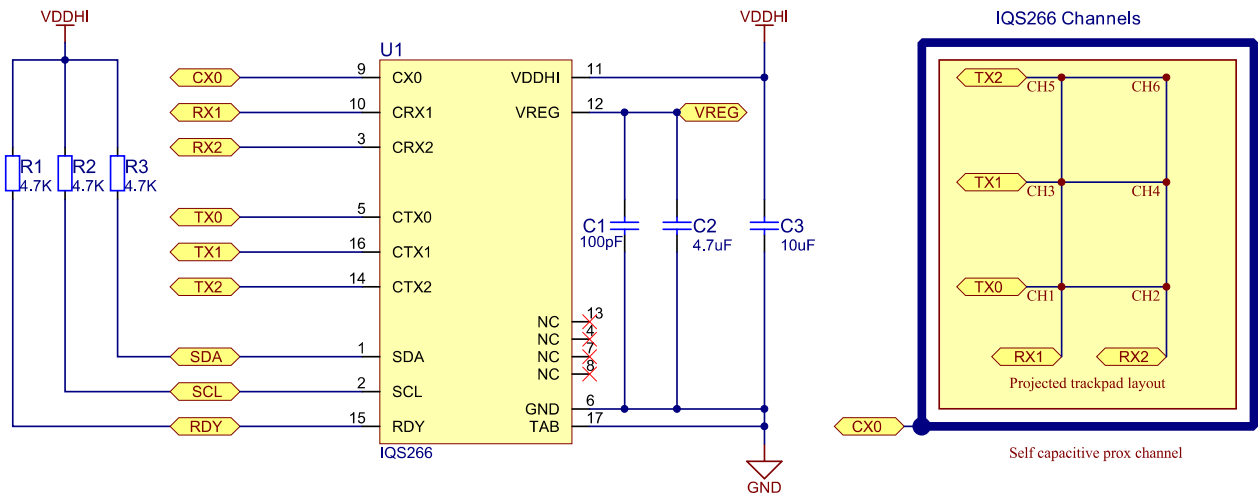 VDDHI
VDDHI
IQS266 Channels
U1
CX0
9
CX0
VDDHI
11
RX1
10
CRX1
VREG
12
VREG
RX2
3
CRX2
R1
4.7K
R2
4.7K
R3
4.7K
TX0
5
CTX0
TX1
16
CTX1
TX2
14
CTX2
C1
100pF
C2
4.7uF
C3
10uF
NC
13
NC
4
NC
7
NC
8
SDA
1
SDA
SCL
2
SCL
RDY
15
RDY
GND
6
TAB
17
IQS266
GND
TX2
CH5
CH6
TX1
CH3
CH4
TX0
CH1
CH2
RX1
RX2
Projected trackpad layout
CX0
Self capacitive prox channel